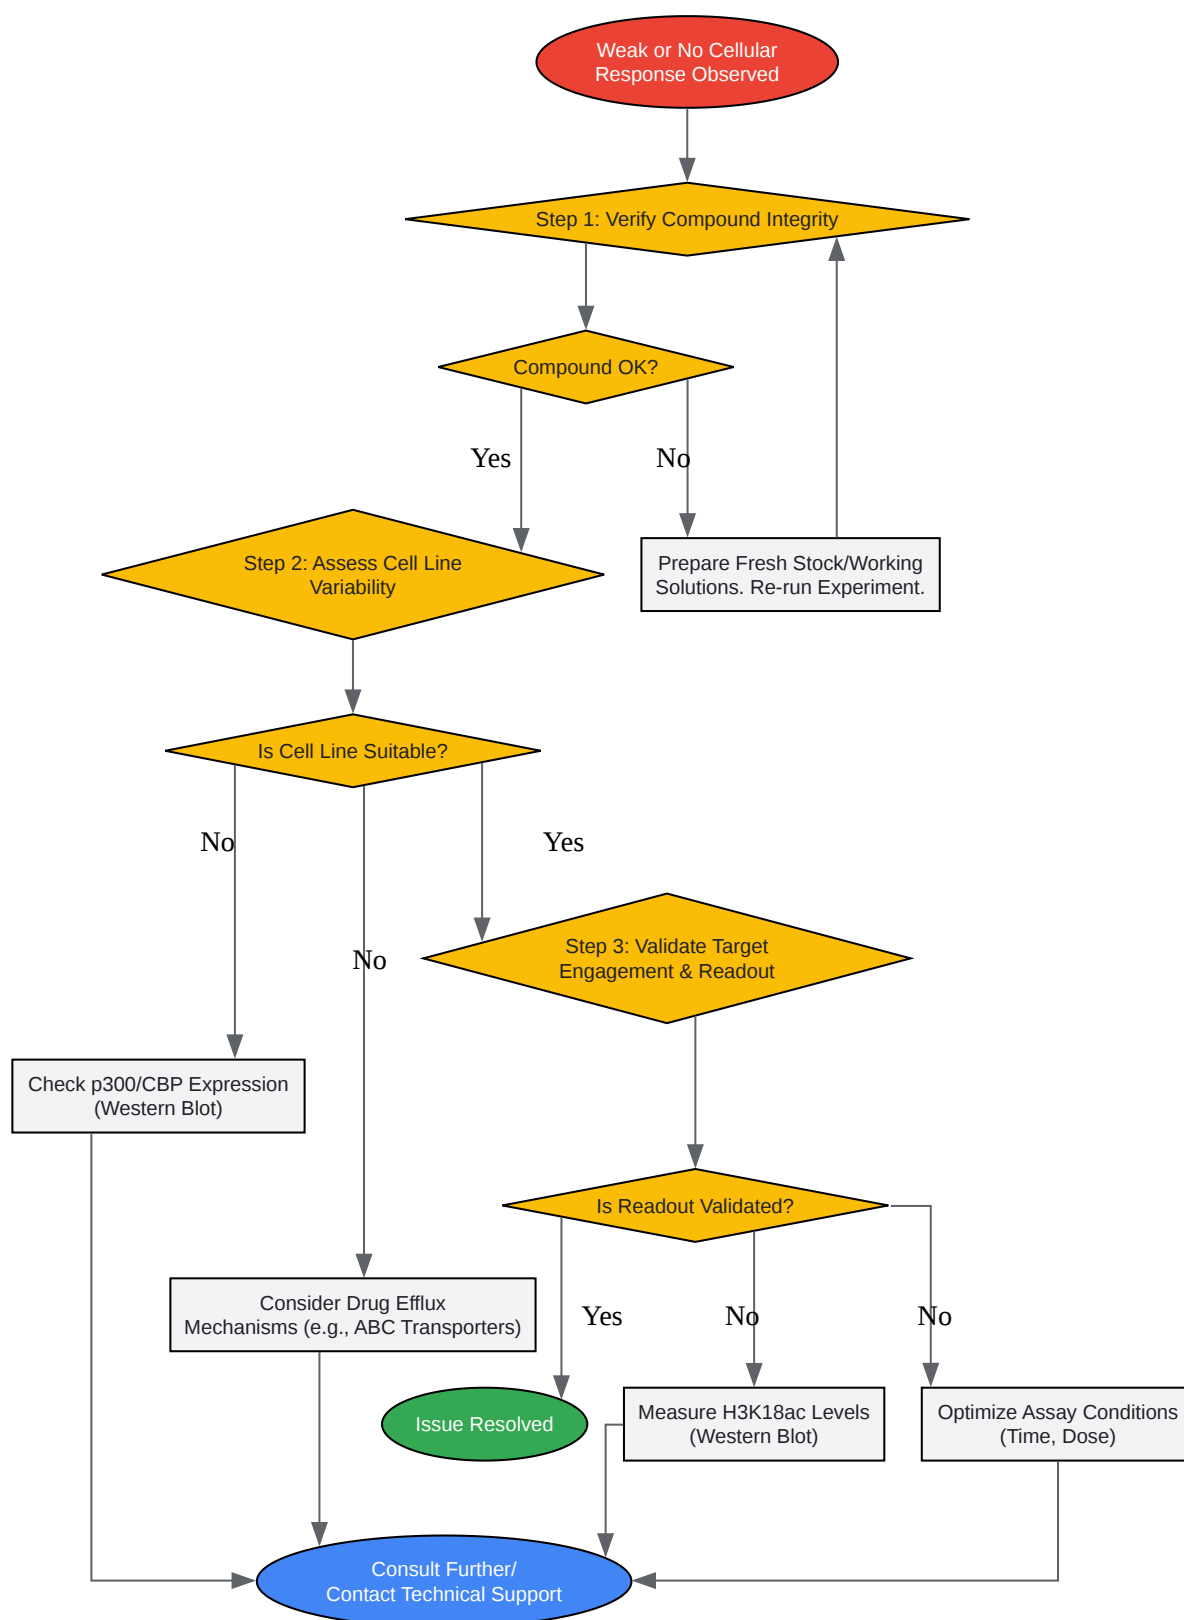 Weak or No Cellular
Response Observed
Step 1: Verify Compound Integrity
Compound OK?
Yes
No
Step 2: Assess Cell Line
Variability
Prepare Fresh Stock/Working
Solutions. Re-run Experiment.
Is Cell Line Suitable?
No
Yes
No
Step 3: Validate Target
Engagement & Readout
Check p300/CBP Expression
(Western Blot)
Is Readout Validated?
Consider Drug Efflux
Mechanisms (e.g., ABC Transporters)
Yes
No
No
Issue Resolved
Measure H3K18ac Levels
(Western Blot)
Optimize Assay Conditions
(Time, Dose)
Consult Further/
Contact Technical Support